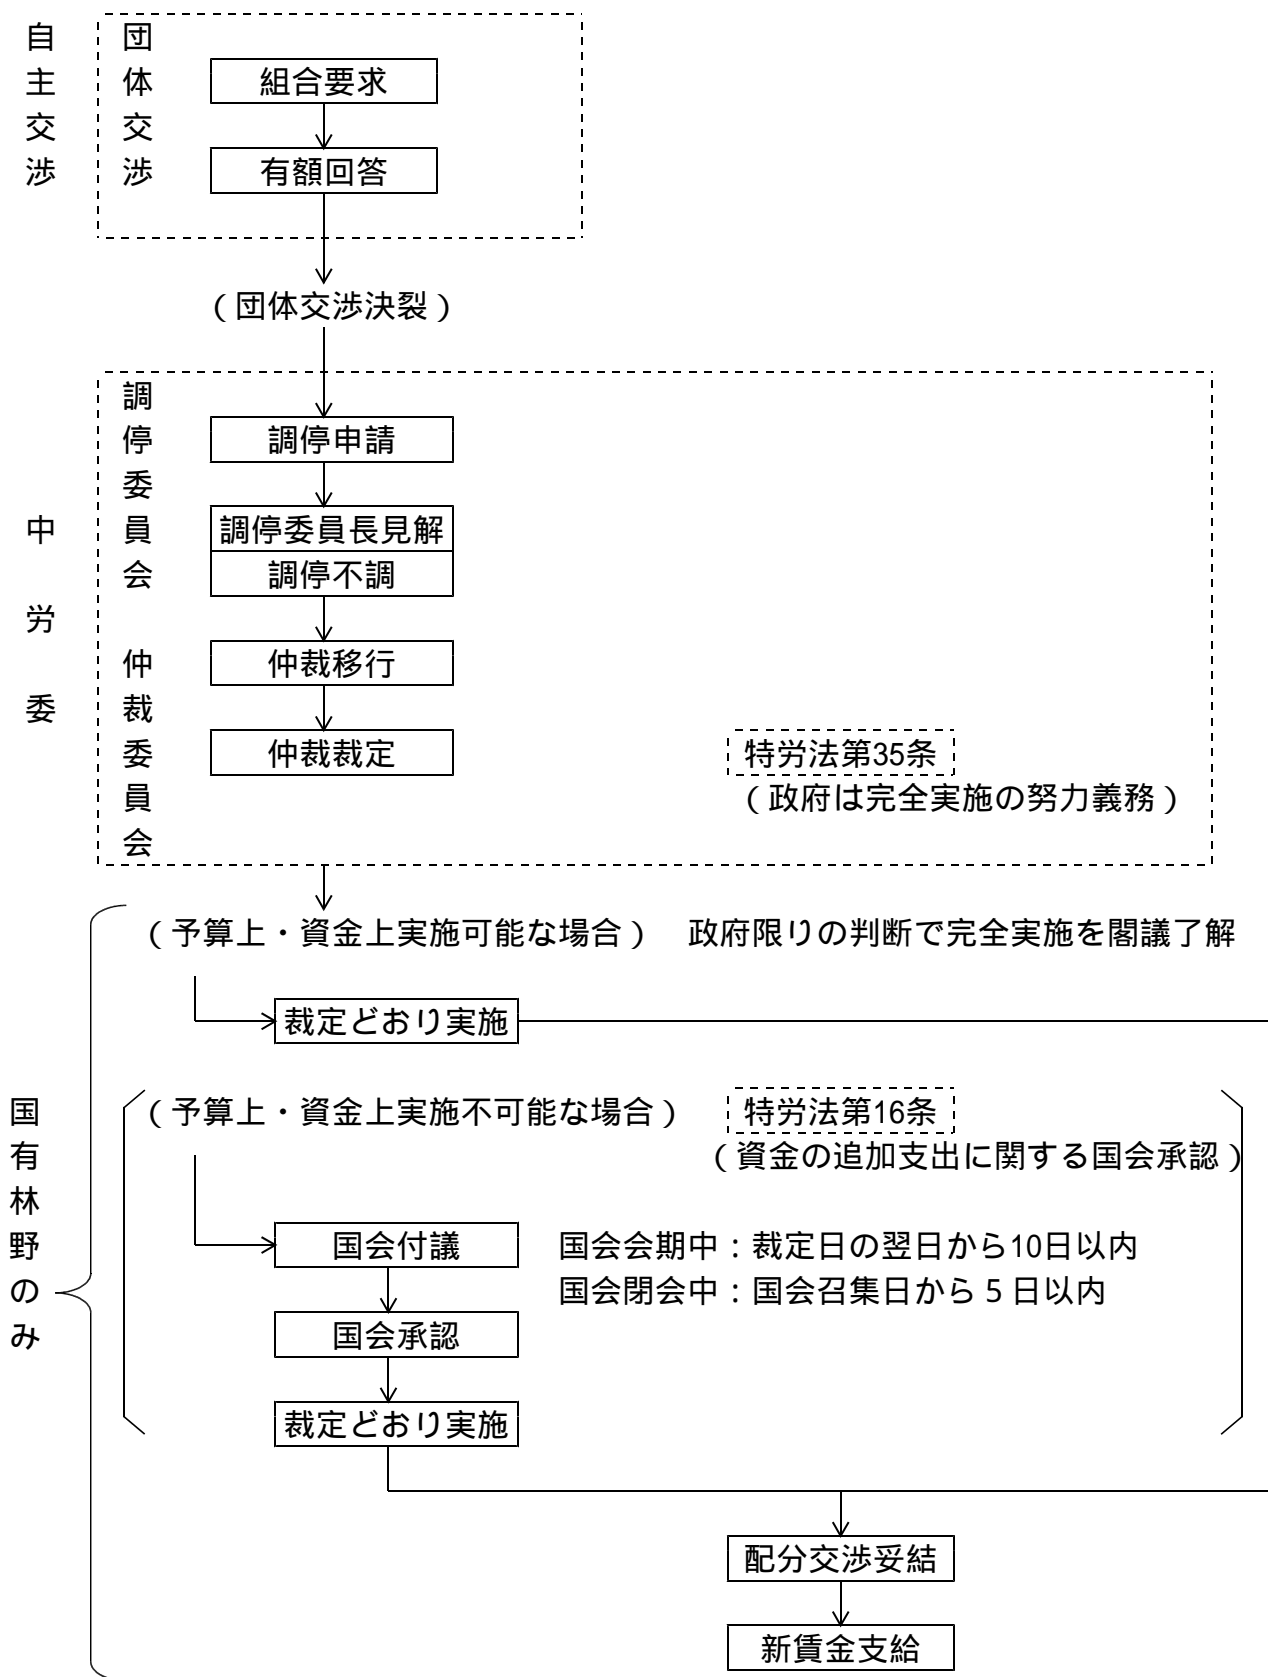 自主交渉
団体交渉
組合要求
有額回答
（団体交渉決裂）
中労委
調停委員会
仲裁委員会
調停申請
調停委員長見解
調停不調
仲裁移行
仲裁裁定
特労法第35条
（政府は完全実施の努力義務）
国有林野のみ
（予算上・資金上実施可能な場合）　政府限りの判断で完全実施を閣議了解
裁定どおり実施
（予算上・資金上実施不可能な場合）
特労法第16条
（資金の追加支出に関する国会承認）
国会付議
国会会期中：裁定日の翌日から10日以内
国会閉会中：国会召集日から５日以内
国会承認
裁定どおり実施
配分交渉妥結
新賃金支給